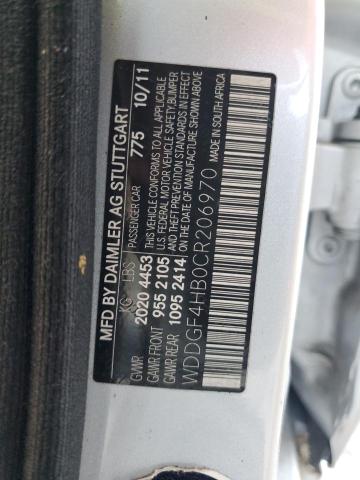 MFD BY DAIMLER AG STUTTGART
PASSENGER CAR 775 10/11
KG LBS
GVWR 2020 4453
GAWR FRONT 955 2105
GAWR REAR 1095 2414
THIS VEHICLE CONFORMS TO ALL APPLICABLE
U.S. FEDERAL MOTOR VEHICLE SAFETY, BUMPER
AND THEFT PREVENTION STANDARDS IN EFFECT
ON THE DATE OF MANUFACTURE SHOWN ABOVE
WDDGF4HB0CR206970 MADE IN SOUTH AFRICA